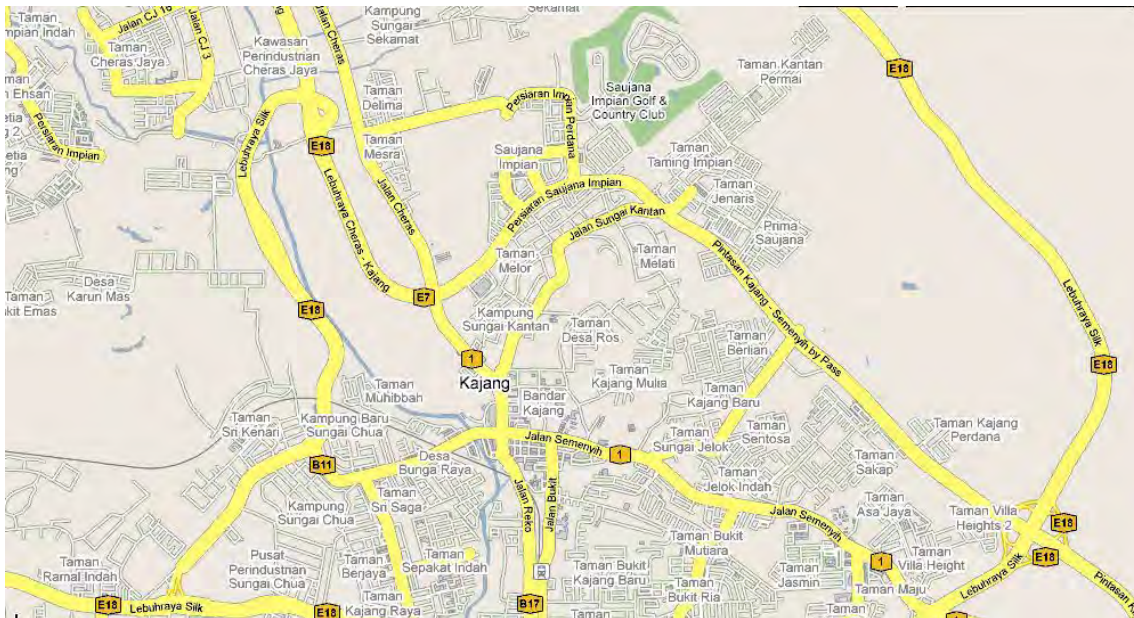 Taman
Impian Indah
Jalan CJ 16
Jalan CJ 3
Taman
Cheras Jaya
Kampung
Sungai
Sekamat
Sekamat
Kawasan
Perindustrian
Cheras Jaya
Jalan Cheras
E18
Taman Kantan
Permai
Saujana
Impian Golf &
Country Club
Taman
Delima
Persiaran Impian Perdana
Persiaran Impian
Lebuhraya Silk
E18
Taman
Mesra
Saujana
Impian
Taman
Taming Impian
Taman
Jenaris
Prima
Saujana
Persiaran Saujana Impian
Jalan Sungai Kantan
Jalan Cheras
Lebuhraya Cheras - Kajang
Taman
Melor
Taman
Melati
Pintasan Kajang - Semenyih by Pass
Lebuhraya Silk
Desa
Karun Mas
Taman
E18
E7
Kampung
Sungai Kantan
Taman
Desa Ros
Taman
Berlian
1
Kajang
E18
Taman
Muhibbah
Bandar
Kajang
Taman
Kajang Mulia
Taman
Kajang Baru
Taman
Sri Kenari
Kampung Baru
Sungai Chua
Taman
Sentosa
Taman Kajang
Perdana
Jalan Semenyih
1
Taman
Sungai Jelok
B11
Desa
Bunga Raya
Taman
Sakap
Taman
Jelok Indah
Kampung
Sungai Chua
Taman
Sri Saga
Jalan Reko
Jalan Bukit
Jalan Semenyih
Taman
Asa Jaya
Taman Villa
Heights 2
E18
Taman Bukit
Mutiara
Taman
Ramal Indah
Pusat
Perindustrian
Sungai Chua
Taman
Berjaya
Taman
Sepakat Indah
Taman Bukit
Kajang Baru
Taman
Jasmin
1
Taman
Villa Height
E18
Lebuhraya Silk
Pintasan
Taman
Bukit Ria
Taman Maju
E18
Lebuhraya Silk
E18
Taman
Kajang Raya
B17
Taman
Taman
1